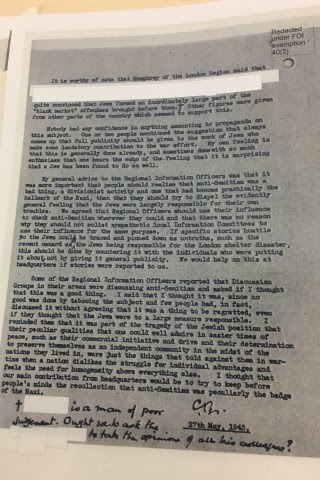 Redacted
under FOI
exemption
40(2)
It is worthy of note that Humphrey of the London Region said that
quite convinced that Jews formed an inordinately large part of the
"black market" offenders brought before them. Other figures were given
from other parts of the country which seemed to support this.
Nobody had any confidence in anything amounting to propaganda on
this subject. One or two people mentioned the suggestion that always
comes up that full publicity should be given to the work of Jews who
make some laudatory contribution to the war effort. My own feeling is
that this is generally done already, and sometimes done with so much
enthusiasm that one hears the echo of the feeling that it is surprising
that a Jew has been found to do so well.
My general advice to the Regional Information Officers was that it
was more important that people should realise that anti-Semitism was a
bad thing, a divisionist activity and one that had become practically the
hallmark of the Nazi, than that they should try to dispel the evidently
general feeling that the Jews were largely responsible for their own
troubles. We agreed that Regional Officers should use their influence
to check anti-Semitism wherever they could and that there was no reason
why they should not enlist sympathetic Local Information Committees to
use their influence for the same purpose. If specific stories hostile
to the Jews could be traced and pinned down as untruths, such as the
recent canard as the Jews being responsible for the London shelter disaster,
this should be done by countering it with the individuals who were putting
it about, not by giving it general publicity. We would help on this at
headquarters if stories were reported to us.
Some of the Regional Information Officers reported that Discussion
Groups in their areas were discussing anti-Semitism and asked if I thought
that this was a good thing. I said that I thought it was, since no
good was done by tabooing the subject and few people had, in fact,
discussed it without agreeing that it was a thing to be regretted, even
if they thought that the Jews were to a large measure responsible. I
reminded them that it was part of the tragedy of the Jewish position that
their peculiar qualities that one could well admire in easier times of
peace, such as their commercial initiative and drive and their determination
to preserve themselves as an independent community in the midst of the
nations they lived in, were just the things that told against them in war-
time when a nation dislikes the struggle for individual advantages and
feels the need for homogeneity above everything else. I thought that
our main contribution from headquarters would be to try to keep before
people's minds the recollection that anti-Semitism was peculiarly the badge
of the Nazi.
27th May, 1943.
is a man of poor
judgement. Ought we to ask the
to take the opinions of all his colleagues?